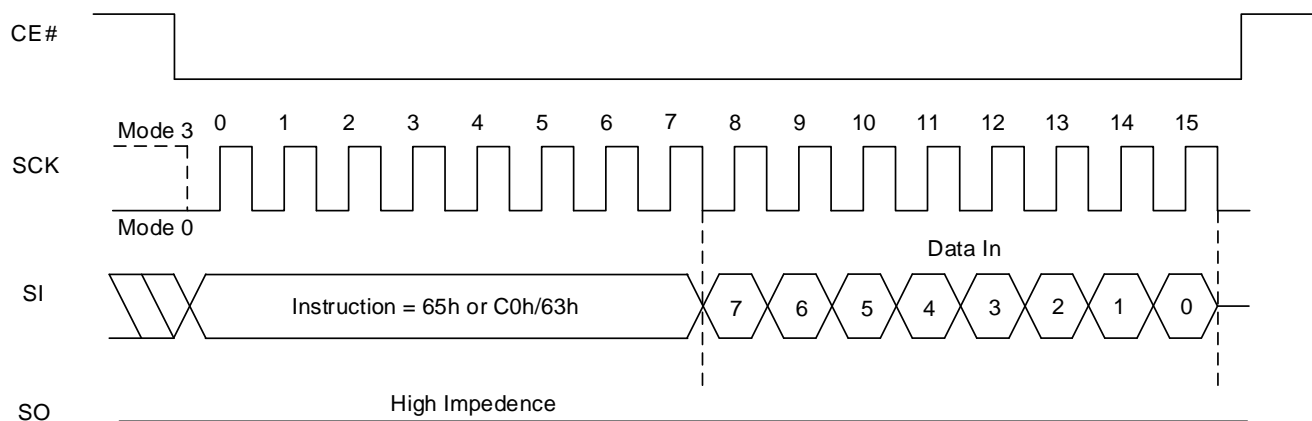 CE#
SCK
Mode 3
0 1 2 3 4 5 6 7 8 9 10 11 12 13 14 15
Mode 0
Data In
SI
Instruction = 65h or C0h/63h
7 6 5 4 3 2 1 0
SO
High Impedence